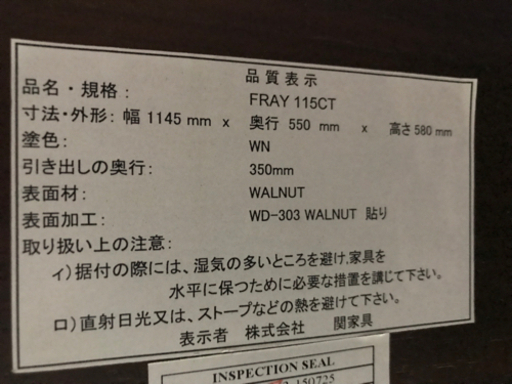 品質表示
品名・規格： FRAY 115CT
寸法・外形：幅 1145 mm x 奥行 550 mm x 高さ 580 mm
塗色： WN
引き出しの奥行： 350mm
表面材： WALNUT
表面加工： WD-303 WALNUT 貼り
取り扱い上の注意：
イ）据付の際には、湿気の多いところを避け,家具を
水平に保つために必要な措置を講じて下さい。
ロ）直射日光又は、ストーブなどの熱を避けて下さい。
表示者 株式会社 関家具
INSPECTION SEAL
150725